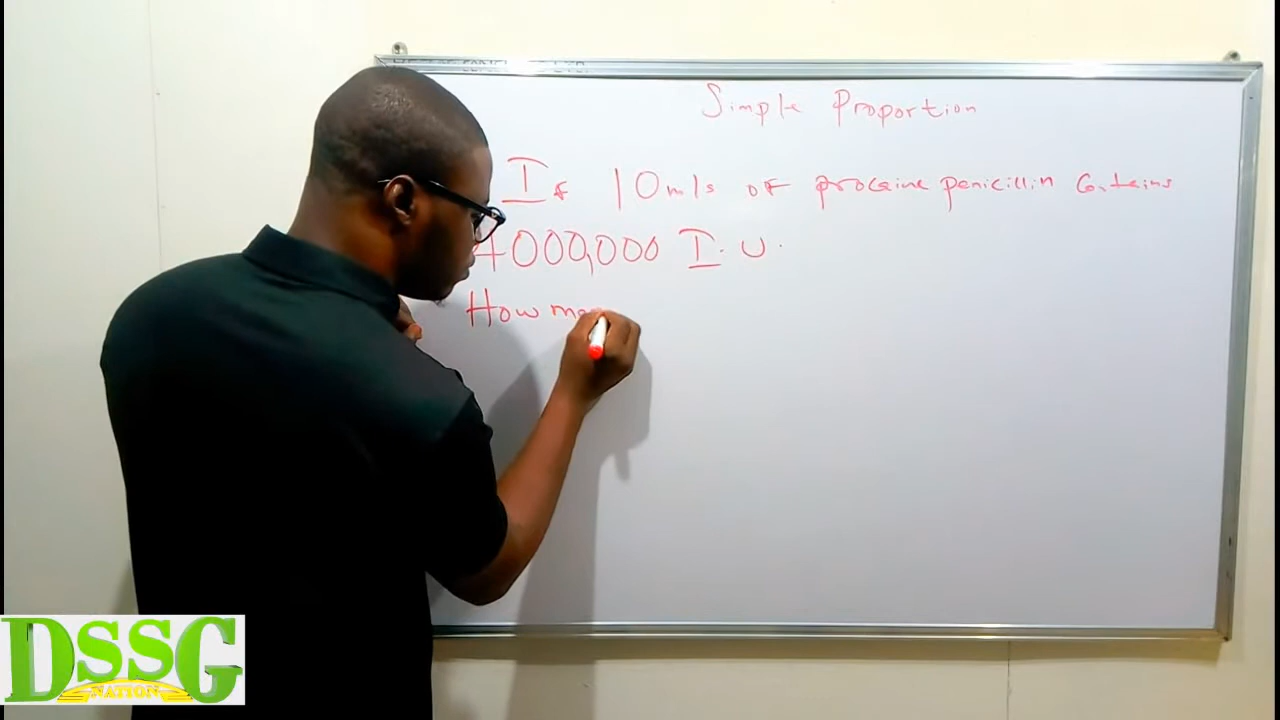 Simple Proportion
If 10mls of procaine penicillin Contains
4000,000 I.U.
How
DSSG
NATION